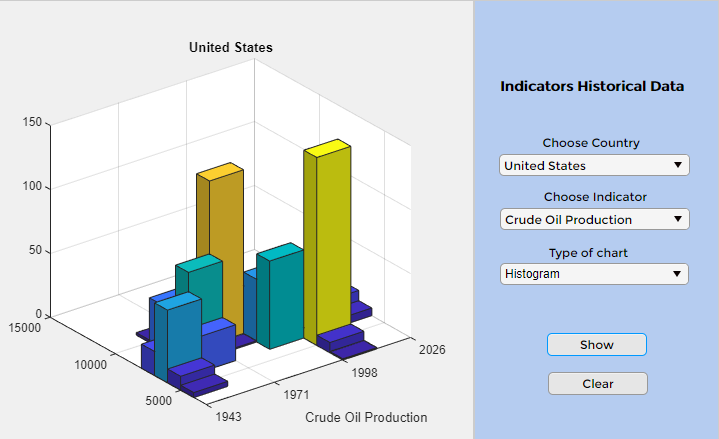 United States
150
100
50
0
15000
10000
5000
1943
1971
1998
2026
Crude Oil Production
Indicators Historical Data
Choose Country
United States
Choose Indicator
Crude Oil Production
Type of chart
Histogram
Show
Clear